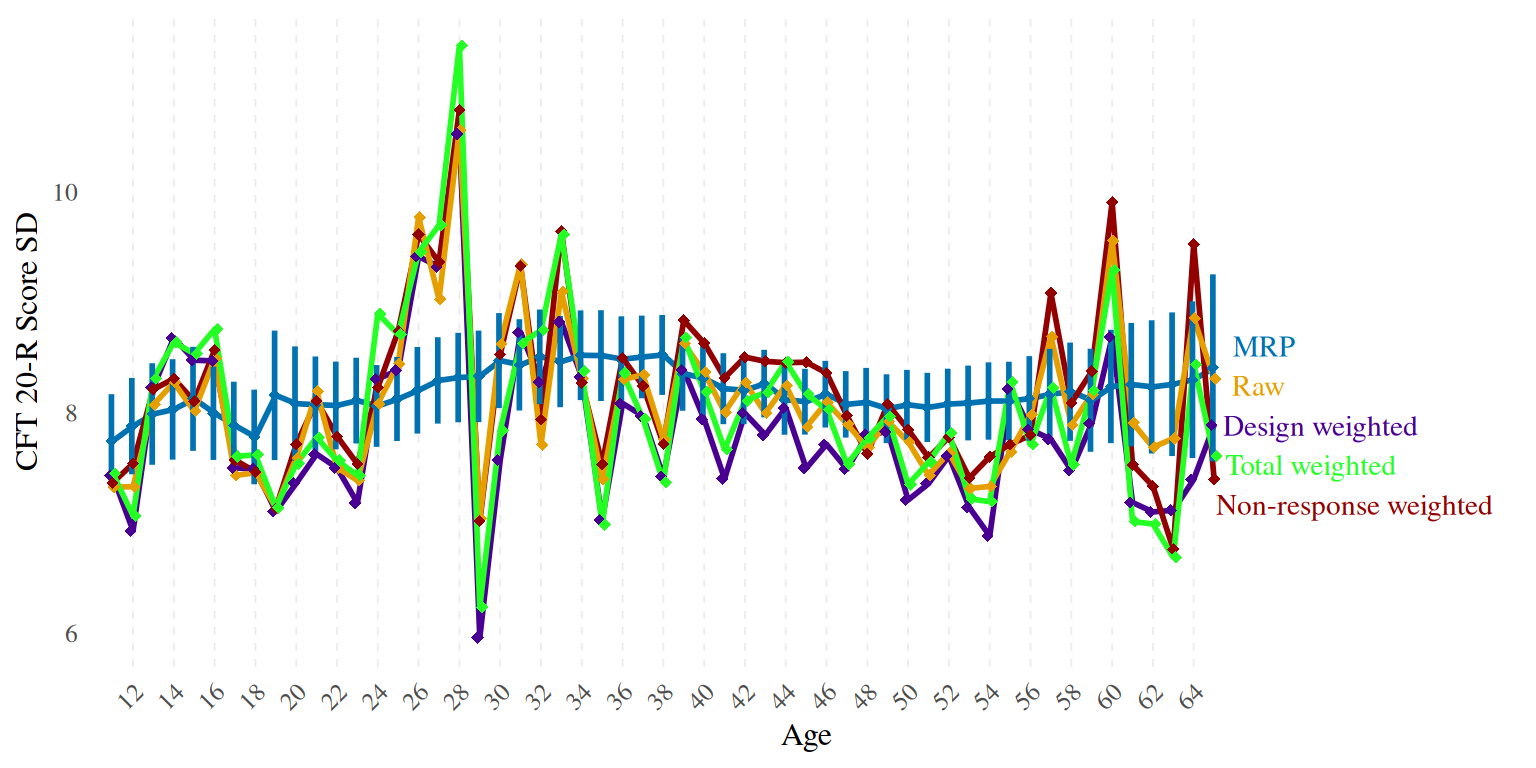 10
8
6
CFT 20-R Score SD
MRP
Raw
Design weighted
Total weighted
Non-response weighted
12 14 16 18 20 22 24 26 28 30 32 34 36 38 40 42 44 46 48 50 52 54 56 58 60 62 64
Age